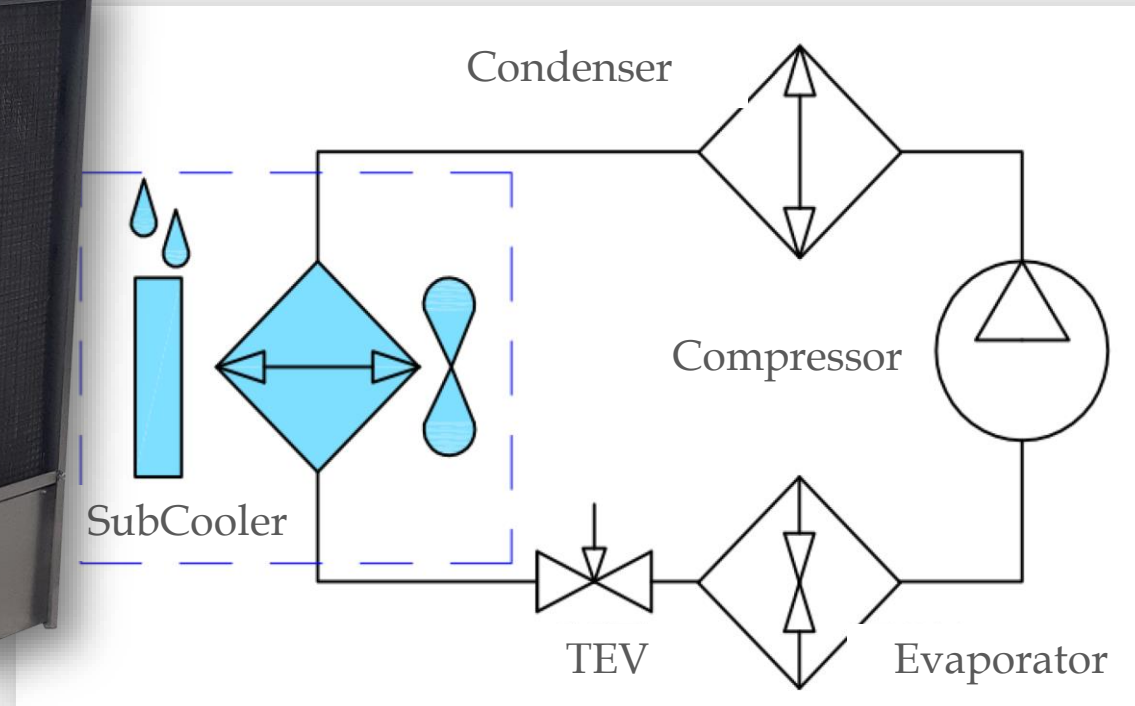 Condenser
Compressor
SubCooler
TEV
Evaporator